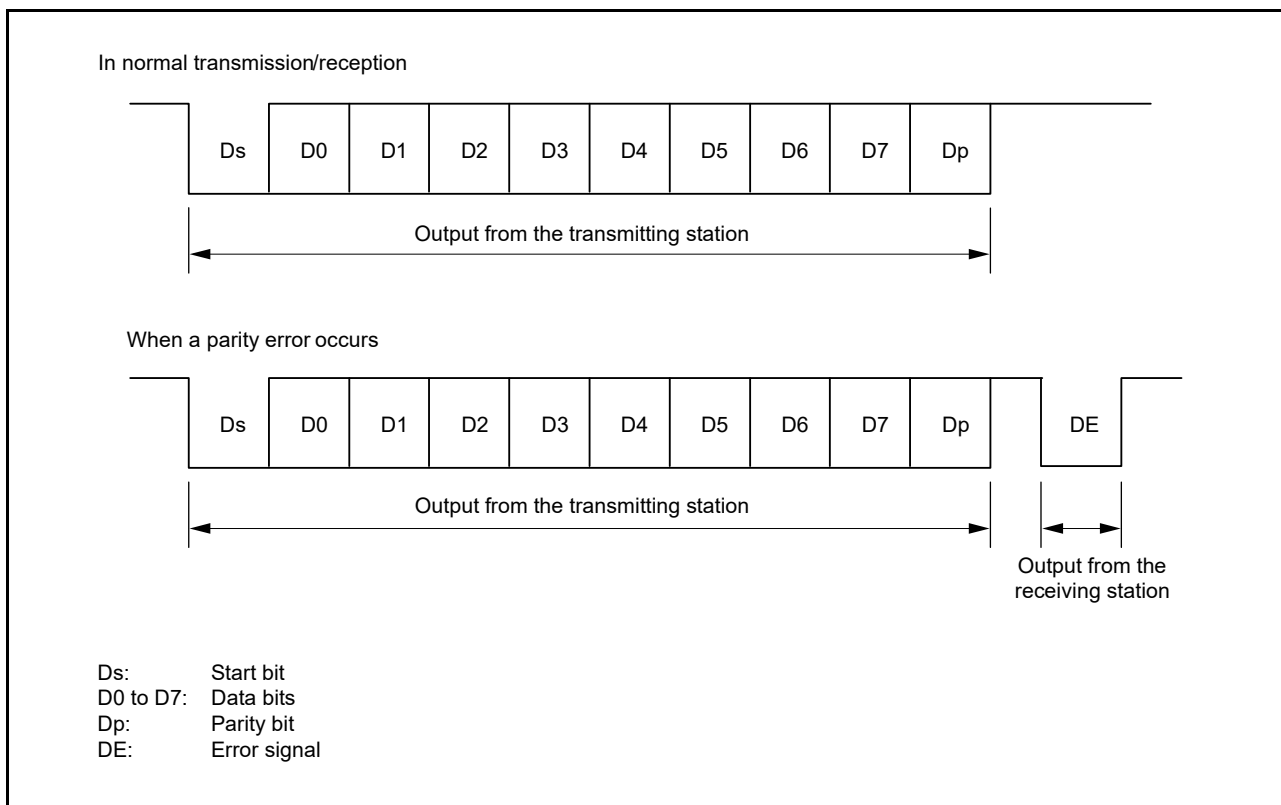 In normal transmission/reception
Ds D0 D1 D2 D3 D4 D5 D6 D7 Dp
Output from the transmitting station
When a parity error occurs
Ds D0 D1 D2 D3 D4 D5 D6 D7 Dp DE
Output from the transmitting station
Output from the
receiving station
Ds: Start bit
D0 to D7: Data bits
Dp: Parity bit
DE: Error signal